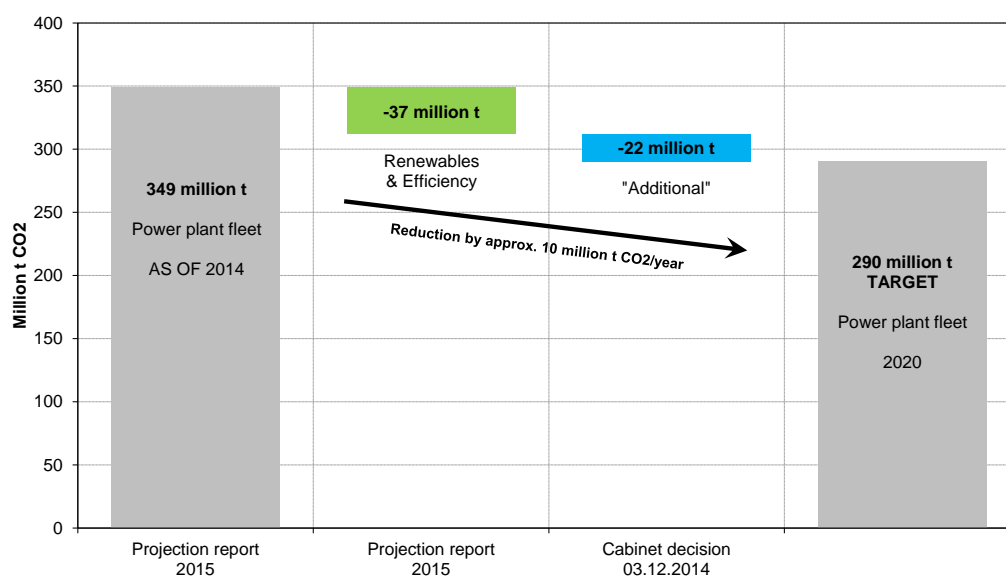 400
350
300
250
200
150
100
50
0
Million t CO2
349 million t
Power plant fleet
AS OF 2014
-37 million t
Renewables
& Efficiency
-22 million t
"Additional"
Reduction by approx. 10 million t CO2/year
290 million t
TARGET
Power plant fleet
2020
Projection report
2015
Projection report
2015
Cabinet decision
03.12.2014